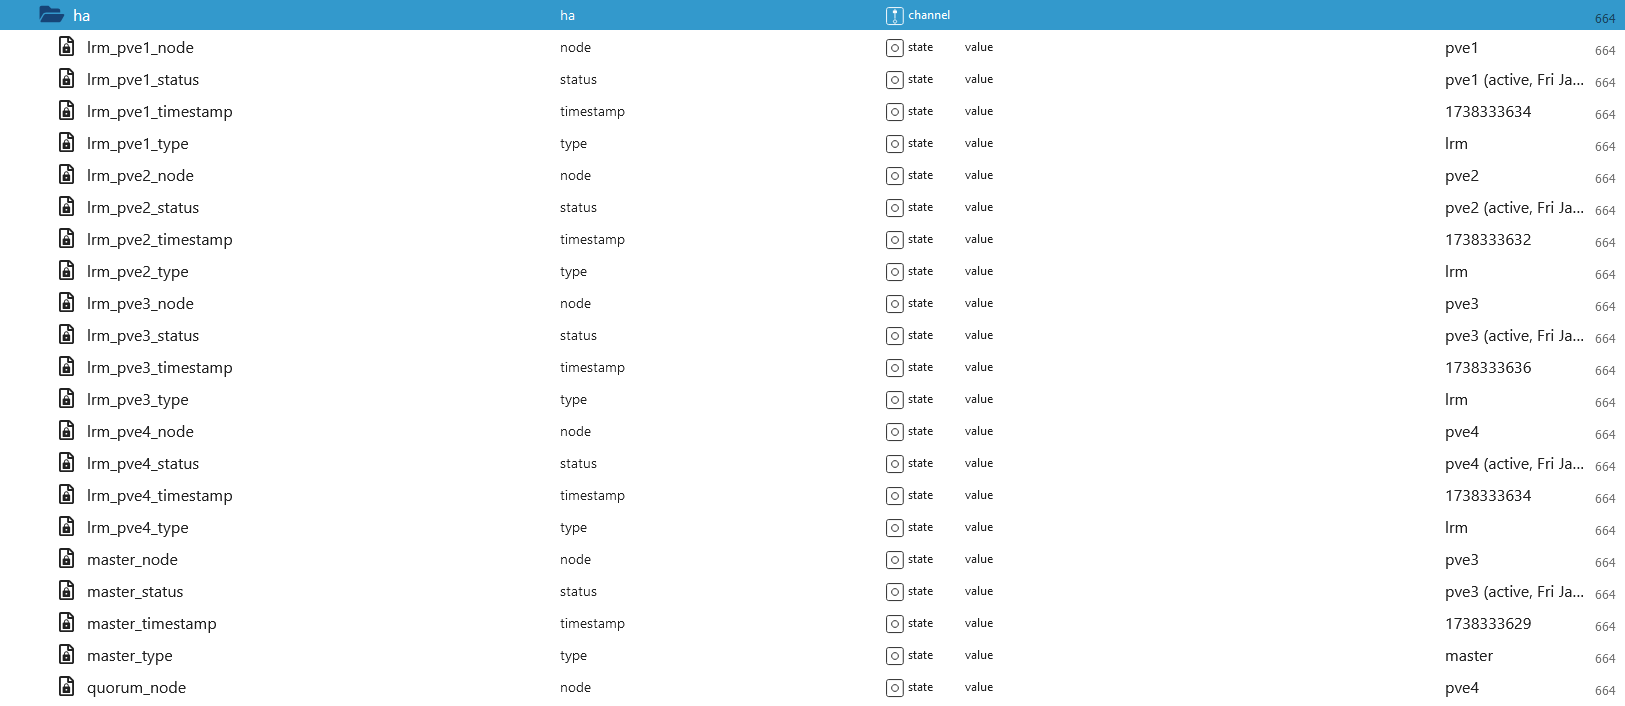 ha ha channel 664
lrm_pve1_node node state value pve1 664
lrm_pve1_status status state value pve1 (active, Fri Ja... 664
lrm_pve1_timestamp timestamp state value 1738333634 664
lrm_pve1_type type state value lrm 664
lrm_pve2_node node state value pve2 664
lrm_pve2_status status state value pve2 (active, Fri Ja... 664
lrm_pve2_timestamp timestamp state value 1738333632 664
lrm_pve2_type type state value lrm 664
lrm_pve3_node node state value pve3 664
lrm_pve3_status status state value pve3 (active, Fri Ja... 664
lrm_pve3_timestamp timestamp state value 1738333636 664
lrm_pve3_type type state value lrm 664
lrm_pve4_node node state value pve4 664
lrm_pve4_status status state value pve4 (active, Fri Ja... 664
lrm_pve4_timestamp timestamp state value 1738333634 664
lrm_pve4_type type state value lrm 664
master_node node state value pve3 664
master_status status state value pve3 (active, Fri Ja... 664
master_timestamp timestamp state value 1738333629 664
master_type type state value master 664
quorum_node node state value pve4 664